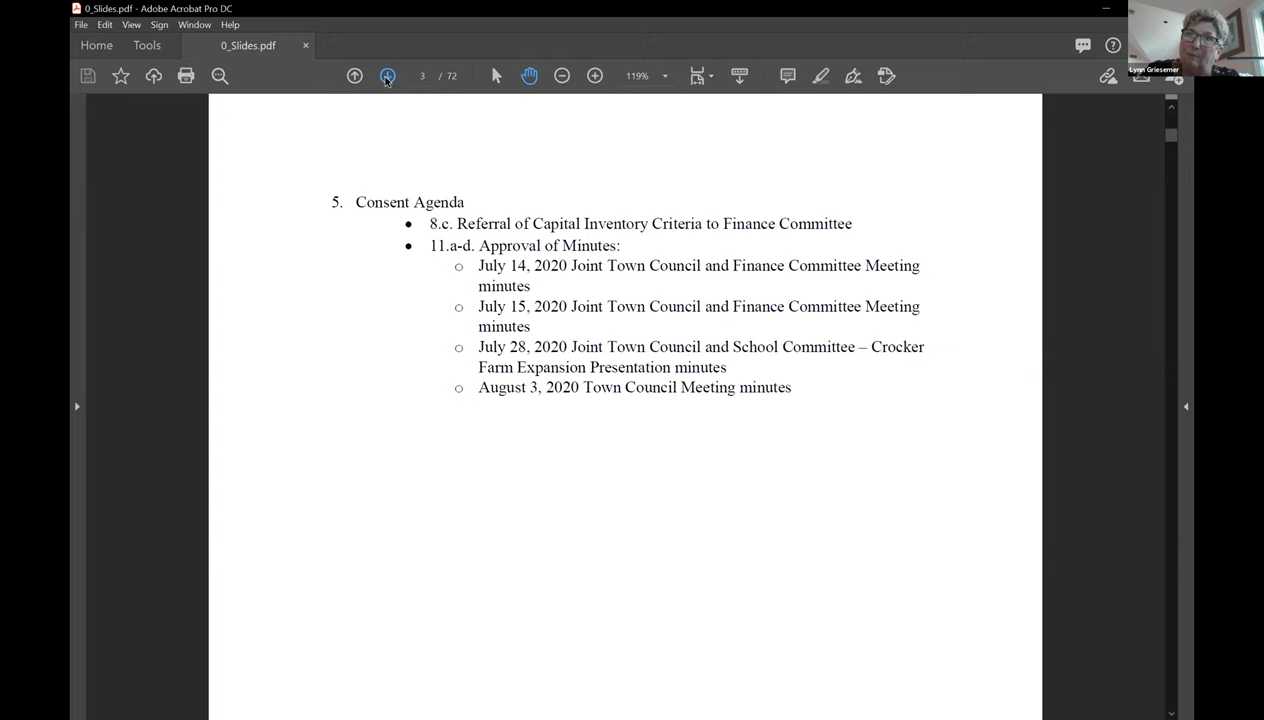 0_Slides.pdf - Adobe Acrobat Pro DC
File Edit View Sign Window Help
Home Tools 0_Slides.pdf ×
3 / 72 119%
Lynn Griesemer
5. Consent Agenda
• 8.c. Referral of Capital Inventory Criteria to Finance Committee
• 11.a-d. Approval of Minutes:
○ July 14, 2020 Joint Town Council and Finance Committee Meeting
minutes
○ July 15, 2020 Joint Town Council and Finance Committee Meeting
minutes
○ July 28, 2020 Joint Town Council and School Committee – Crocker
Farm Expansion Presentation minutes
○ August 3, 2020 Town Council Meeting minutes